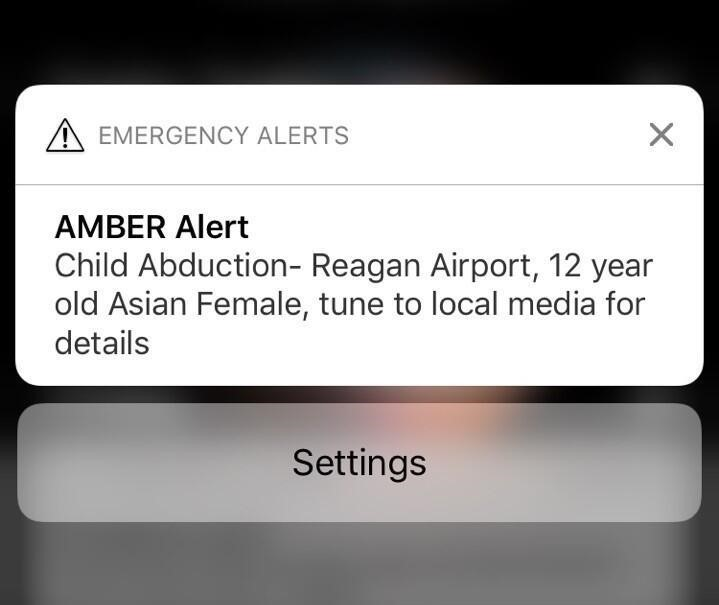 EMERGENCY ALERTS
AMBER Alert
Child Abduction- Reagan Airport, 12 year
old Asian Female, tune to local media for
details
Settings